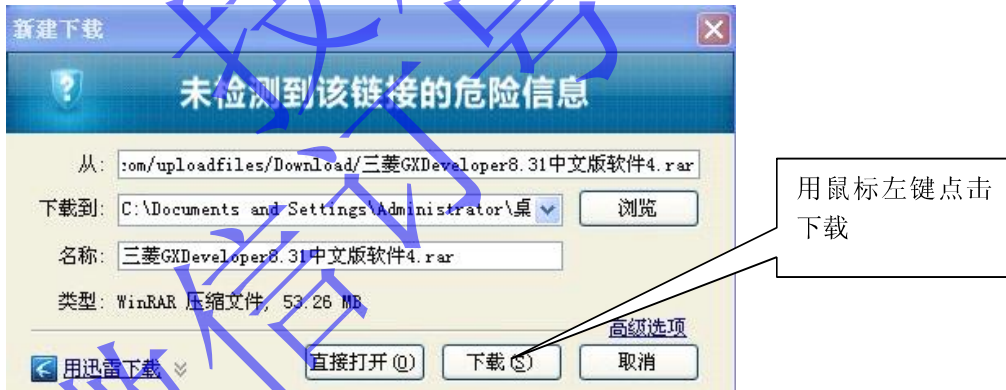 新建下载
未检测到该链接的危险信息
从: com/uploadfiles/Download/三菱GXDeveloper8.31中文版软件4.rar
下载到: C:\Documents and Settings\Administrator\桌 浏览
名称: 三菱GXDeveloper8.31中文版软件4.rar
类型: WinRAR 压缩文件, 53.26 MB
高级选项
用迅雷下载 直接打开(O) 下载(S) 取消
用鼠标左键点击
下载